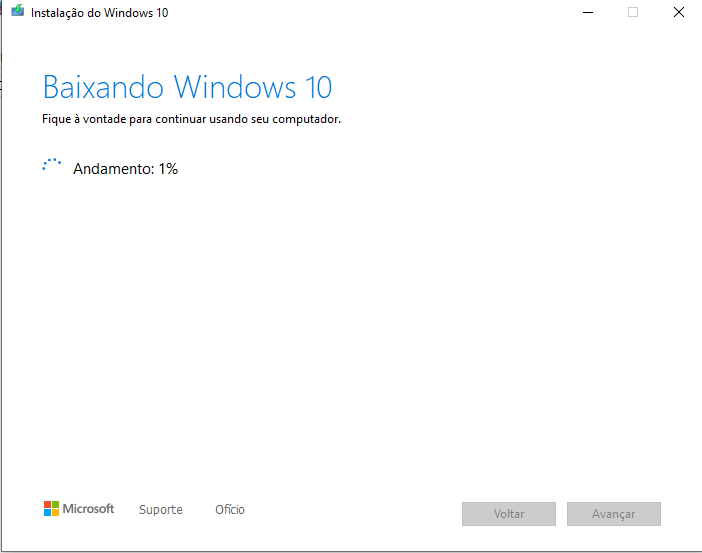 Instalação do Windows 10
Baixando Windows 10
Fique à vontade para continuar usando seu computador.
Andamento: 1%
Microsoft Suporte Ofício Voltar Avançar